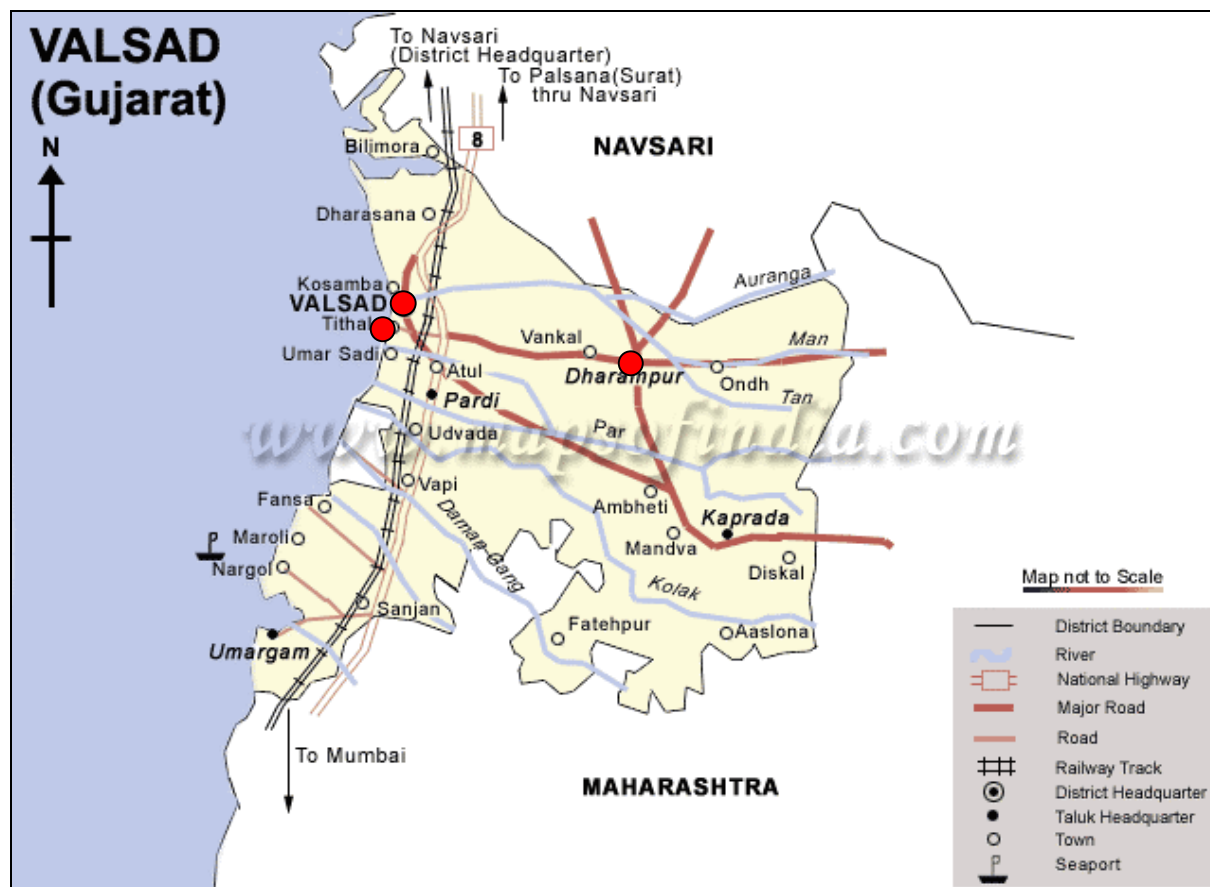 VALSAD
(Gujarat)
N
To Navsari
(District Headquarter)
To Palsana(Surat)
thru Navsari
8
NAVSARI
Bilimora
Dharasana
Kosamba
VALSAD
Tithal
Umar Sadi
Auranga
Vankal
Man
Dharampur
Ondh
Atul
Tan
Pardi
Udvada
Par
www.mapsofindia.com
Vapi
Fansa
Ambheti
Daman Gang
Kaprada
Maroli
Mandva
Nargol
Diskal
Kolak
Sanjan
Fatehpur
Aaslona
Umargam
To Mumbai
MAHARASHTRA
Map not to Scale
District Boundary
River
National Highway
Major Road
Road
Railway Track
District Headquarter
Taluk Headquarter
Town
Seaport